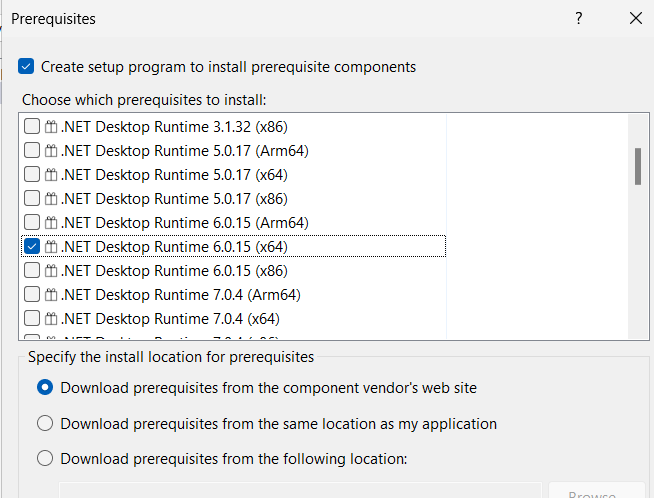 Prerequisites
?
Create setup program to install prerequisite components
Choose which prerequisites to install:
.NET Desktop Runtime 3.1.32 (x86)
.NET Desktop Runtime 5.0.17 (Arm64)
.NET Desktop Runtime 5.0.17 (x64)
.NET Desktop Runtime 5.0.17 (x86)
.NET Desktop Runtime 6.0.15 (Arm64)
.NET Desktop Runtime 6.0.15 (x64)
.NET Desktop Runtime 6.0.15 (x86)
.NET Desktop Runtime 7.0.4 (Arm64)
.NET Desktop Runtime 7.0.4 (x64)
Specify the install location for prerequisites
Download prerequisites from the component vendor's web site
Download prerequisites from the same location as my application
Download prerequisites from the following location:
Browse...